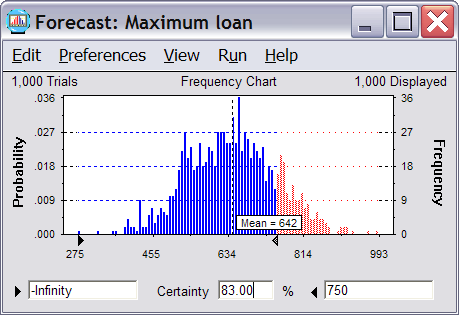 Forecast: Maximum loan
Edit Preferences View Run Help
1,000 Trials Frequency Chart 1,000 Displayed
Probability
.036
.027
.018
.009
.000
Mean = 642
36
27
18
9
0
Frequency
275 455 634 814 993
-Infinity Certainty 83.00 % 750